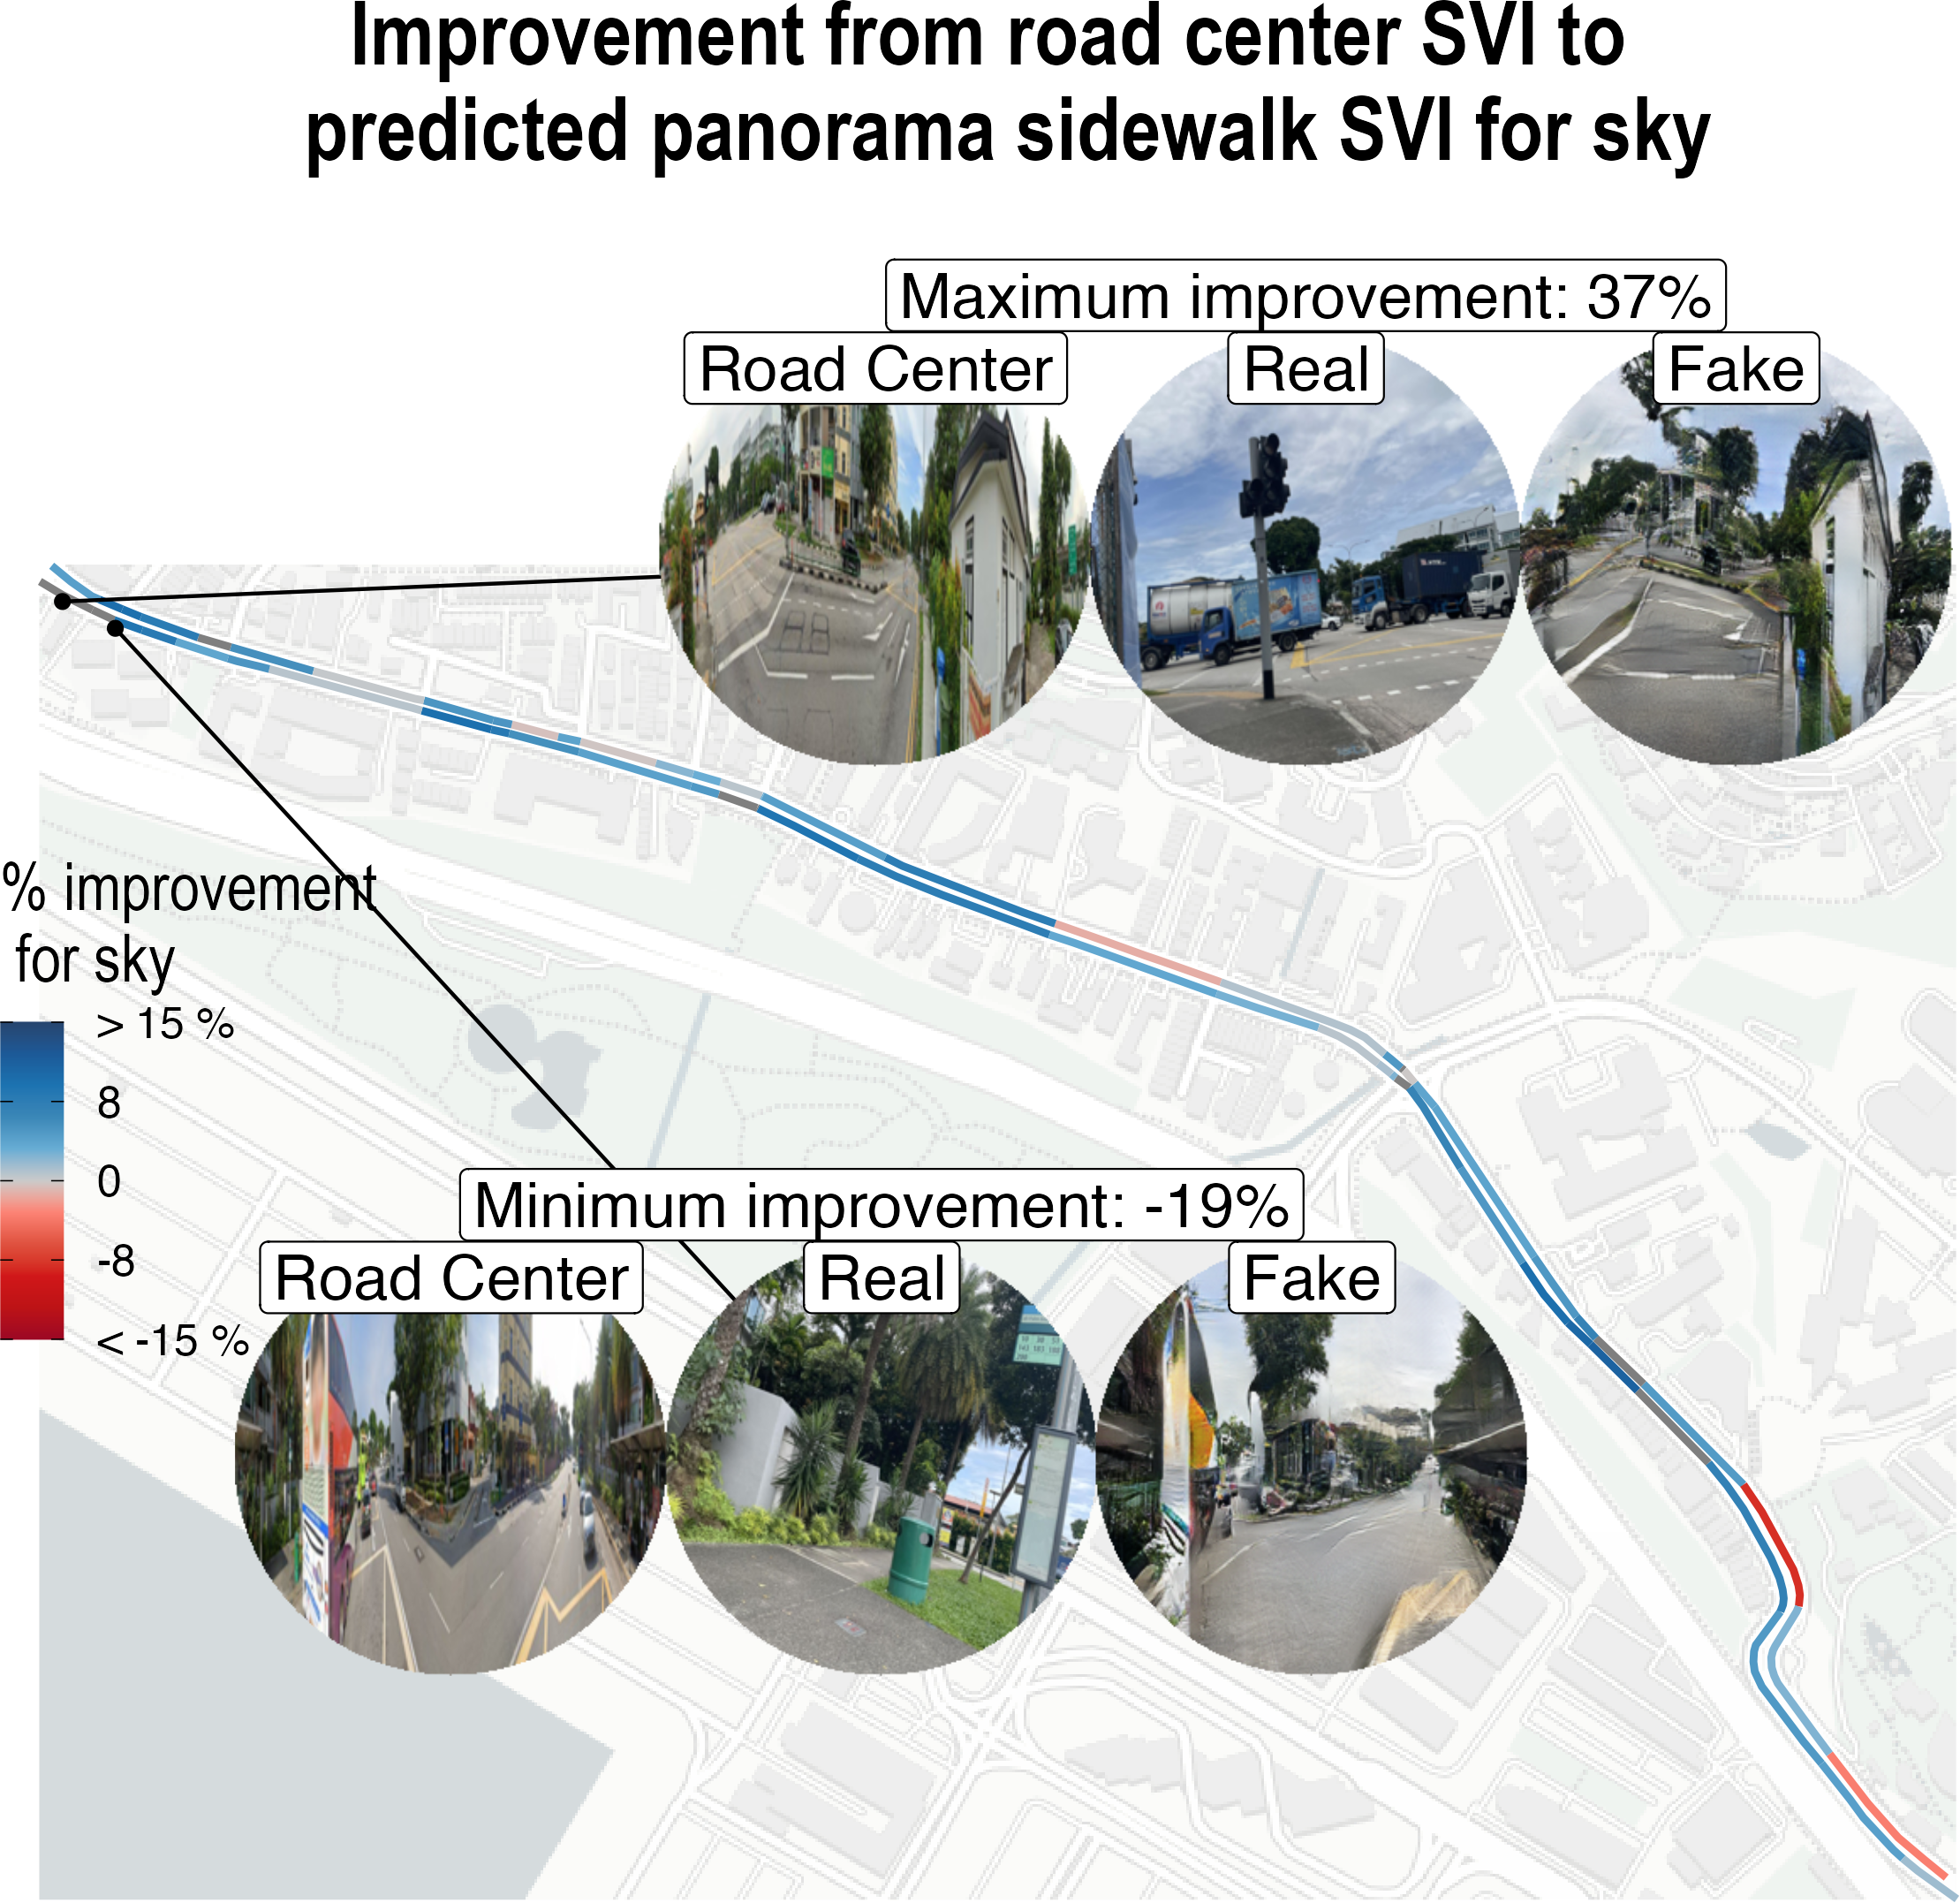 Improvement from road center SVI to
predicted panorama sidewalk SVI for sky
Maximum improvement: 37%
Road Center
Real
Fake
% improvement
for sky
> 15 %
8
0
-8
< -15 %
Minimum improvement: -19%
Road Center
Real
Fake